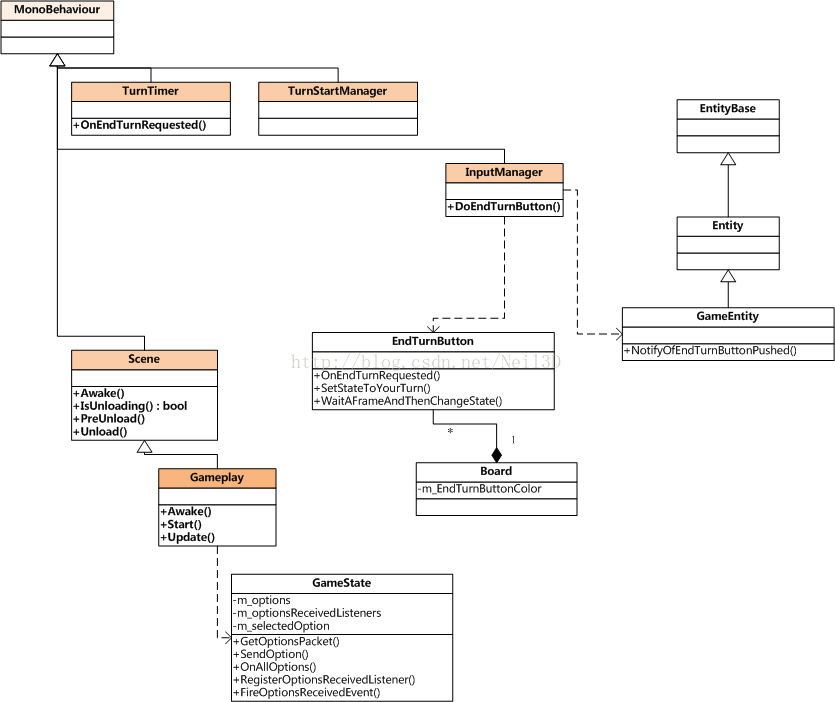 MonoBehaviour
TurnTimer
+OnEndTurnRequested()
TurnStartManager
EntityBase
InputManager
+DoEndTurnButton()
Entity
GameEntity
+NotifyOfEndTurnButtonPushed()
EndTurnButton
+OnEndTurnRequested()
+SetStateToYourTurn()
+WaitAFrameAndThenChangeState()
http://blog.csdn.net/Neil3D
Scene
+Awake()
+IsUnloading() : bool
+PreUnload()
+Unload()
*
1
Board
-m_EndTurnButtonColor
Gameplay
+Awake()
+Start()
+Update()
GameState
-m_options
-m_optionsReceivedListeners
-m_selectedOption
+GetOptionsPacket()
+SendOption()
+OnAllOptions()
+RegisterOptionsReceivedListener()
+FireOptionsReceivedEvent()